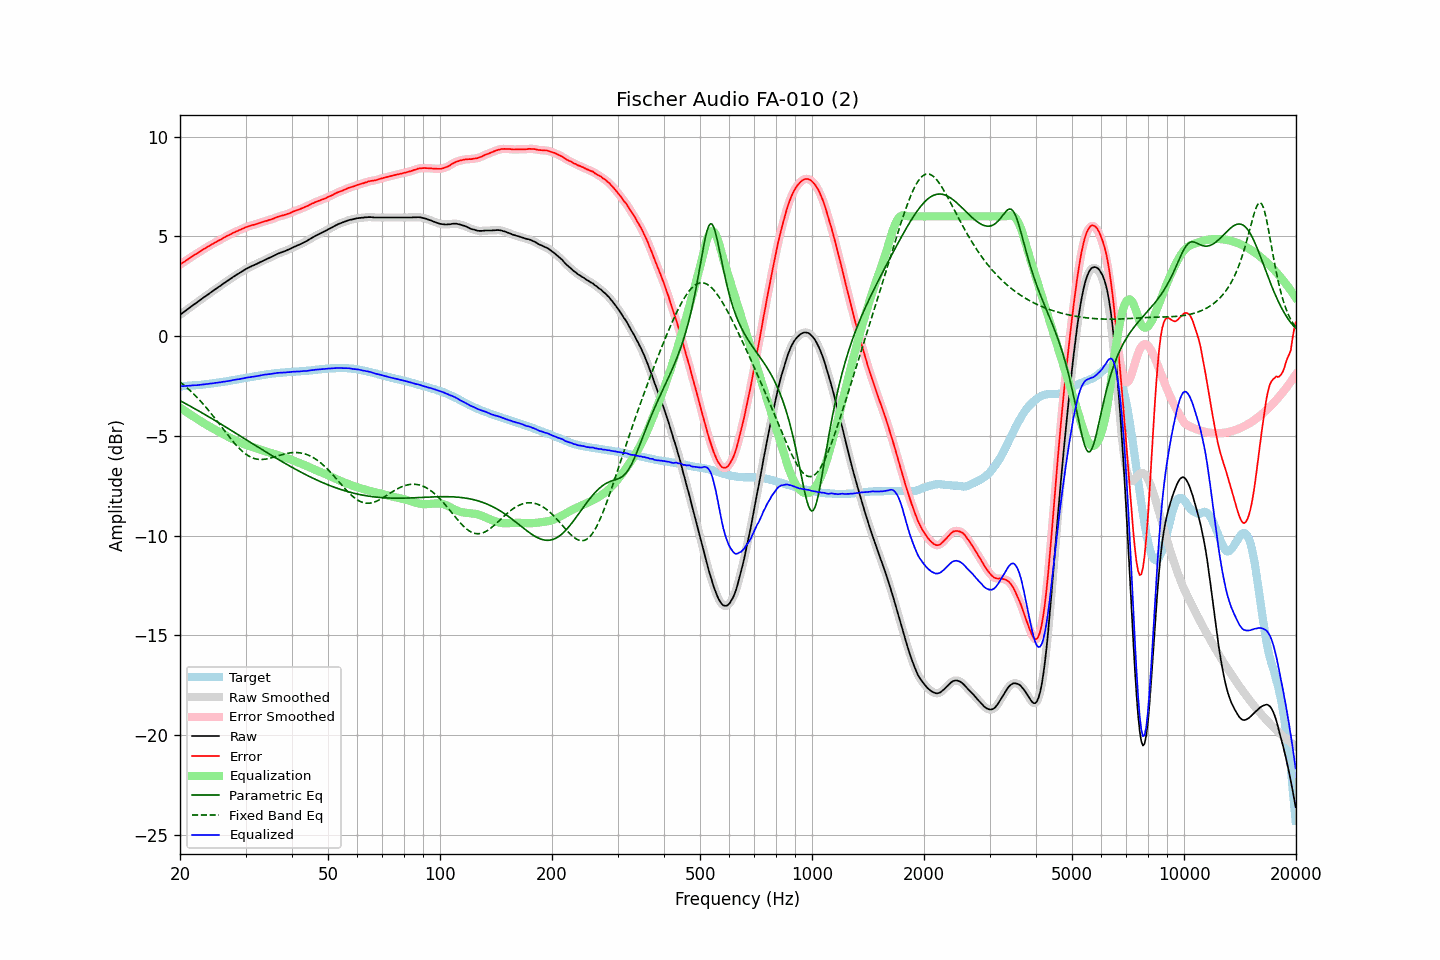 Fischer Audio FA-010 (2)
Amplitude (dBr)
10
5
0
−5
−10
−15
−20
−25
Target
Raw Smoothed
Error Smoothed
Raw
Error
Equalization
Parametric Eq
Fixed Band Eq
Equalized
20
50
100
200
500
1000
2000
5000
10000
20000
Frequency (Hz)